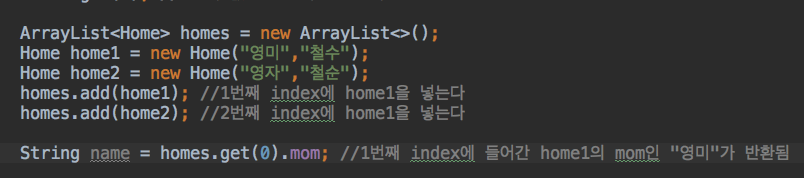 ArrayList<Home> homes = new ArrayList<>();
Home home1 = new Home("영미","철수");
Home home2 = new Home("영자","철순");
homes.add(home1); //1번째 index에 home1을 넣는다
homes.add(home2); //2번째 index에 home1을 넣는다
String name = homes.get(0).mom; //1번째 index에 들어간 home1의 mom인 "영미"가 반환됨